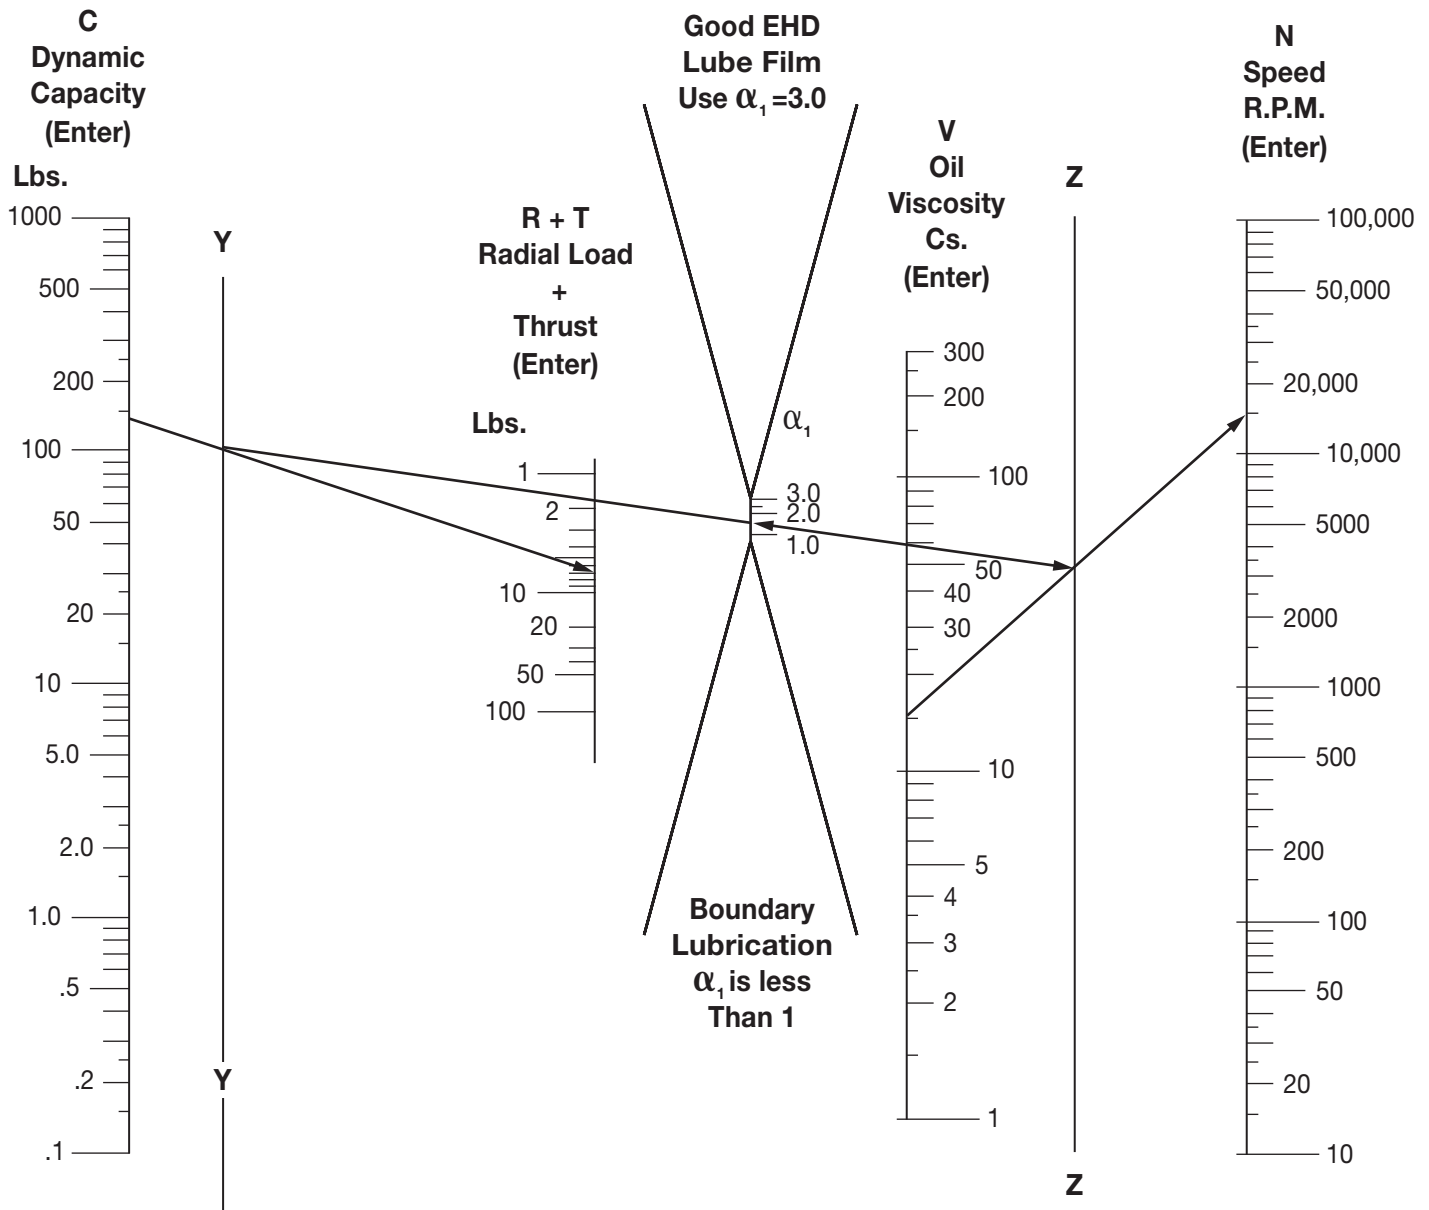 C
Dynamic
Capacity
(Enter)
Lbs.
1000
500
200
100
50
20
10
5.0
2.0
1.0
.5
.2
.1
Y
Y
R + T
Radial Load
+
Thrust
(Enter)
Lbs.
1
2
10
20
50
100
Good EHD
Lube Film
Use α₁ =3.0
α₁
3.0
2.0
1.0
Boundary
Lubrication
α₁ is less
Than 1
V
Oil
Viscosity
Cs.
(Enter)
300
200
100
50
40
30
10
5
4
3
2
1
Z
Z
N
Speed
R.P.M.
(Enter)
100,000
50,000
20,000
10,000
5000
2000
1000
500
200
100
50
20
10